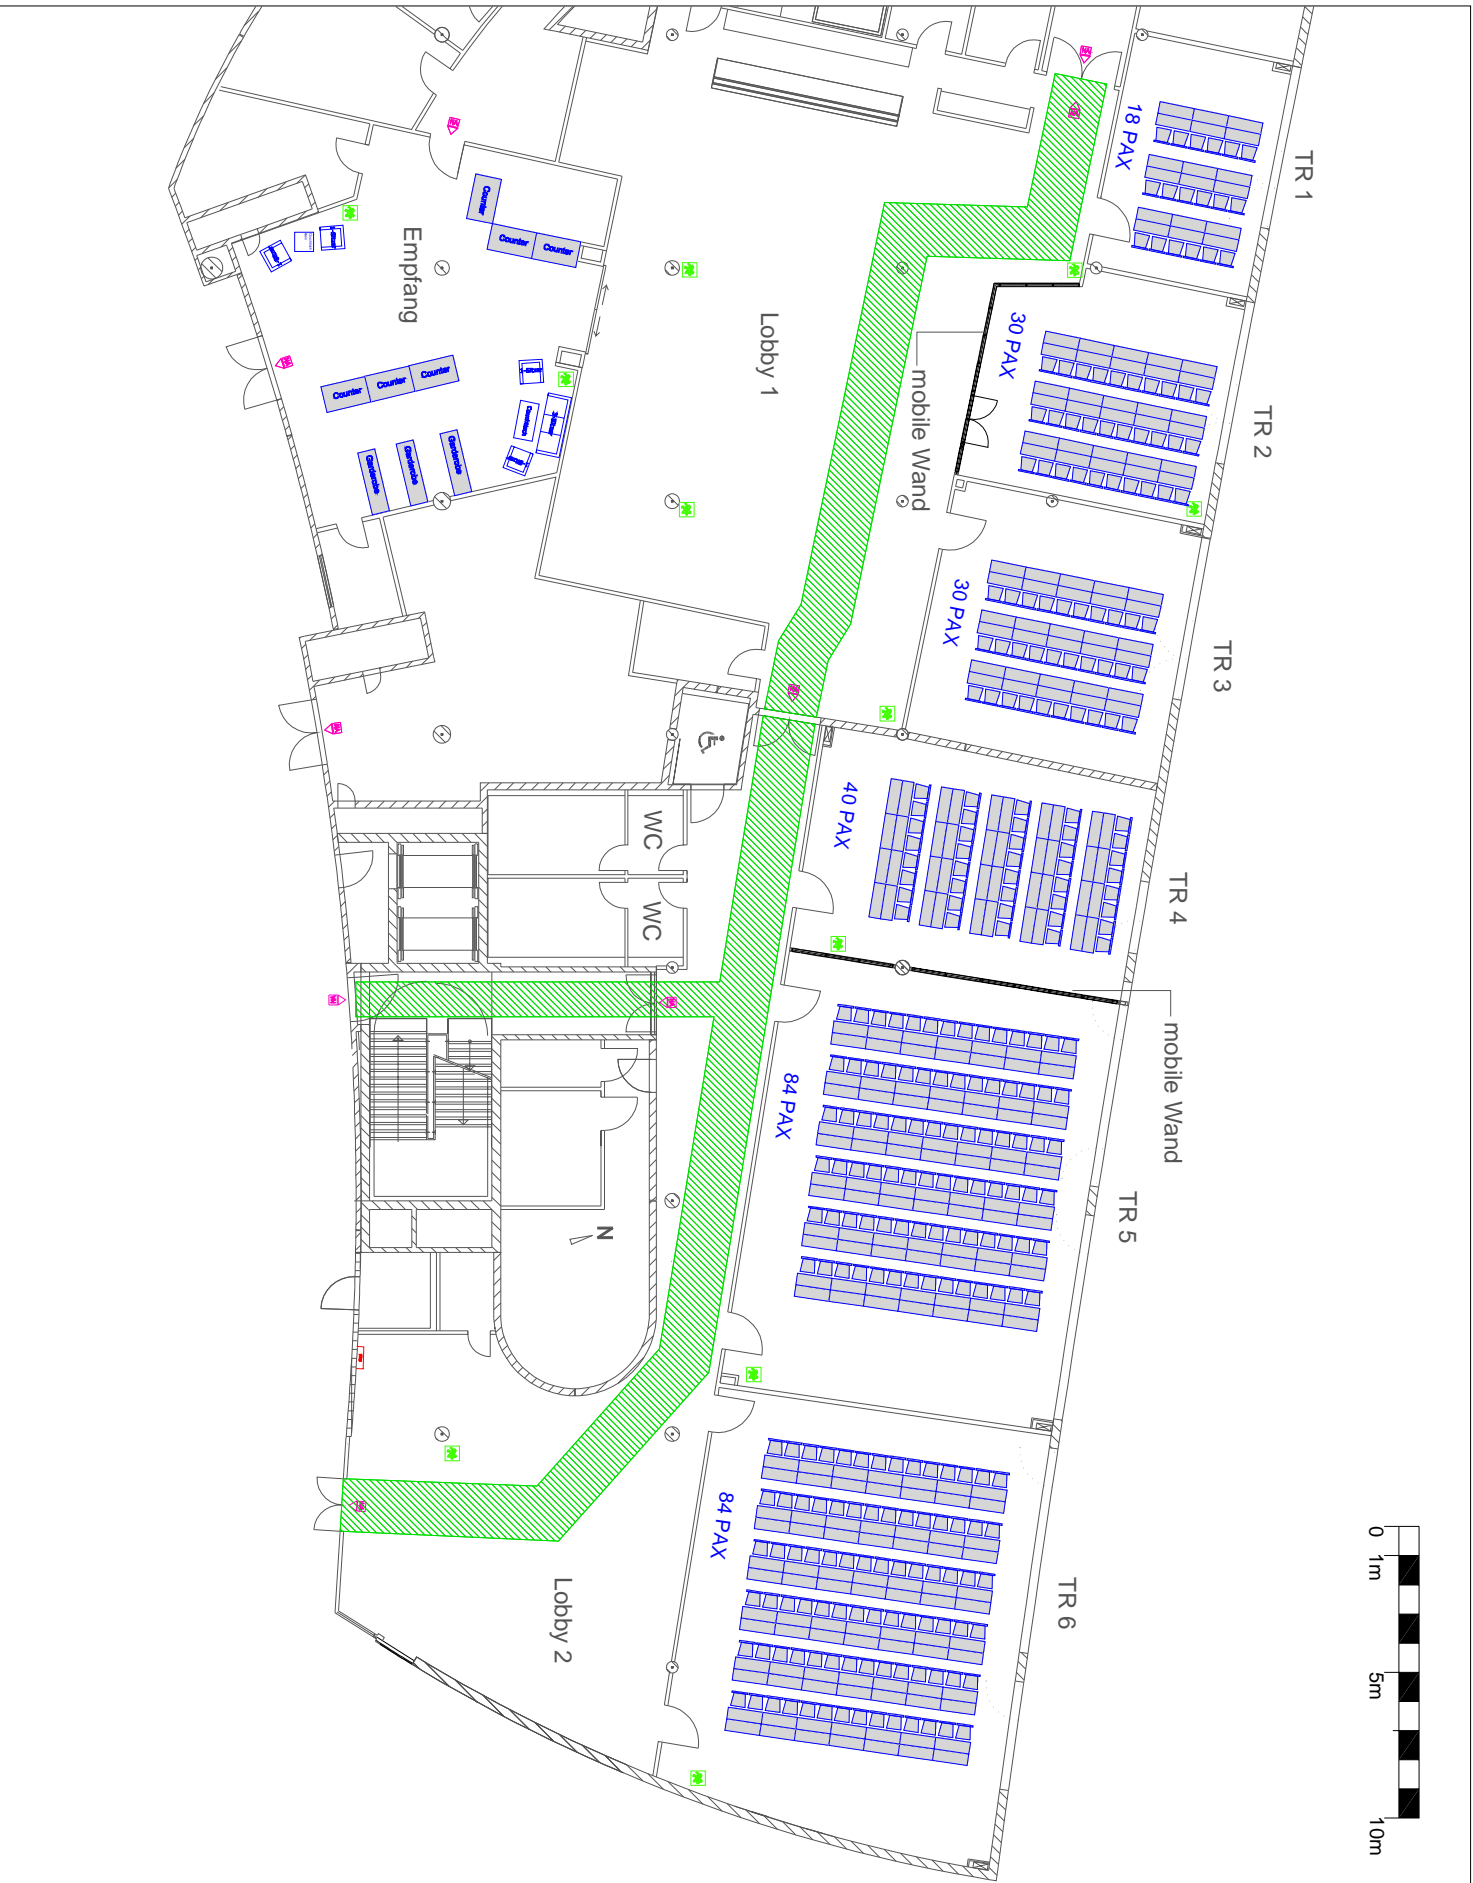 TR 1
18 PAX
TR 2
30 PAX
mobile Wand
TR 3
30 PAX
TR 4
40 PAX
mobile Wand
TR 5
84 PAX
TR 6
84 PAX
Lobby 1
Lobby 2
Empfang
Counter
Counter
Counter
Counter
Counter
Counter
Garderobe
Garderobe
Garderobe
WC
WC
N
0
1m
5m
10m